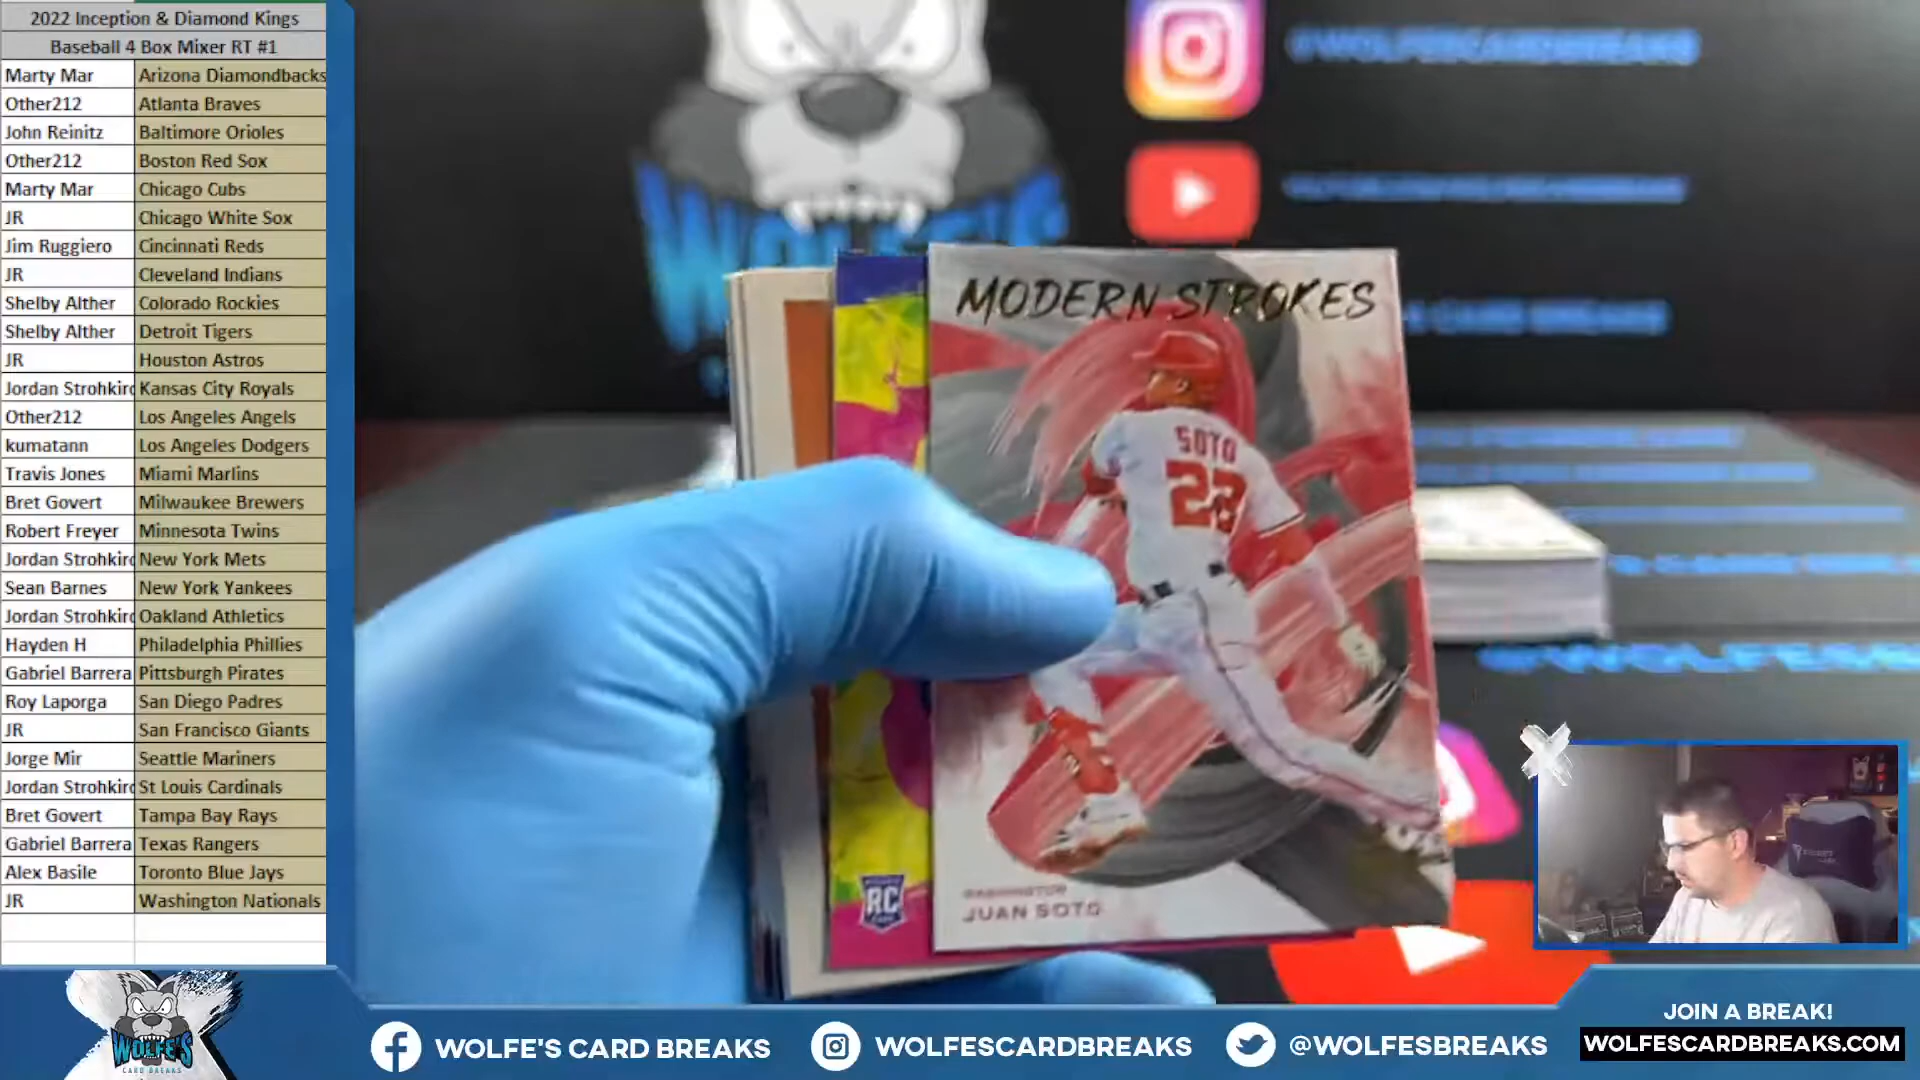 2022 Inception & Diamond Kings
Baseball 4 Box Mixer RT #1
Marty Mar Arizona Diamondbacks
Other212 Atlanta Braves
John Reinitz Baltimore Orioles
Other212 Boston Red Sox
Marty Mar Chicago Cubs
JR Chicago White Sox
Jim Ruggiero Cincinnati Reds
JR Cleveland Indians
Shelby Alther Colorado Rockies
Shelby Alther Detroit Tigers
JR Houston Astros
Jordan Strohkirc Kansas City Royals
Other212 Los Angeles Angels
kumatann Los Angeles Dodgers
Travis Jones Miami Marlins
Bret Govert Milwaukee Brewers
Robert Freyer Minnesota Twins
Jordan Strohkirc New York Mets
Sean Barnes New York Yankees
Jordan Strohkirc Oakland Athletics
Hayden H Philadelphia Phillies
Gabriel Barrera Pittsburgh Pirates
Roy Laporga San Diego Padres
JR San Francisco Giants
Jorge Mir Seattle Mariners
Jordan Strohkirc St Louis Cardinals
Bret Govert Tampa Bay Rays
Gabriel Barrera Texas Rangers
Alex Basile Toronto Blue Jays
JR Washington Nationals
@WOLFESCARDBREAKS
WOLFE'S
MODERN STROKES
SOTO
22
RC
WASHINGTON
JUAN SOTO
WOLFE'S
CARD BREAKS
WOLFE'S CARD BREAKS
WOLFESCARDBREAKS
@WOLFESBREAKS
JOIN A BREAK!
WOLFESCARDBREAKS.COM